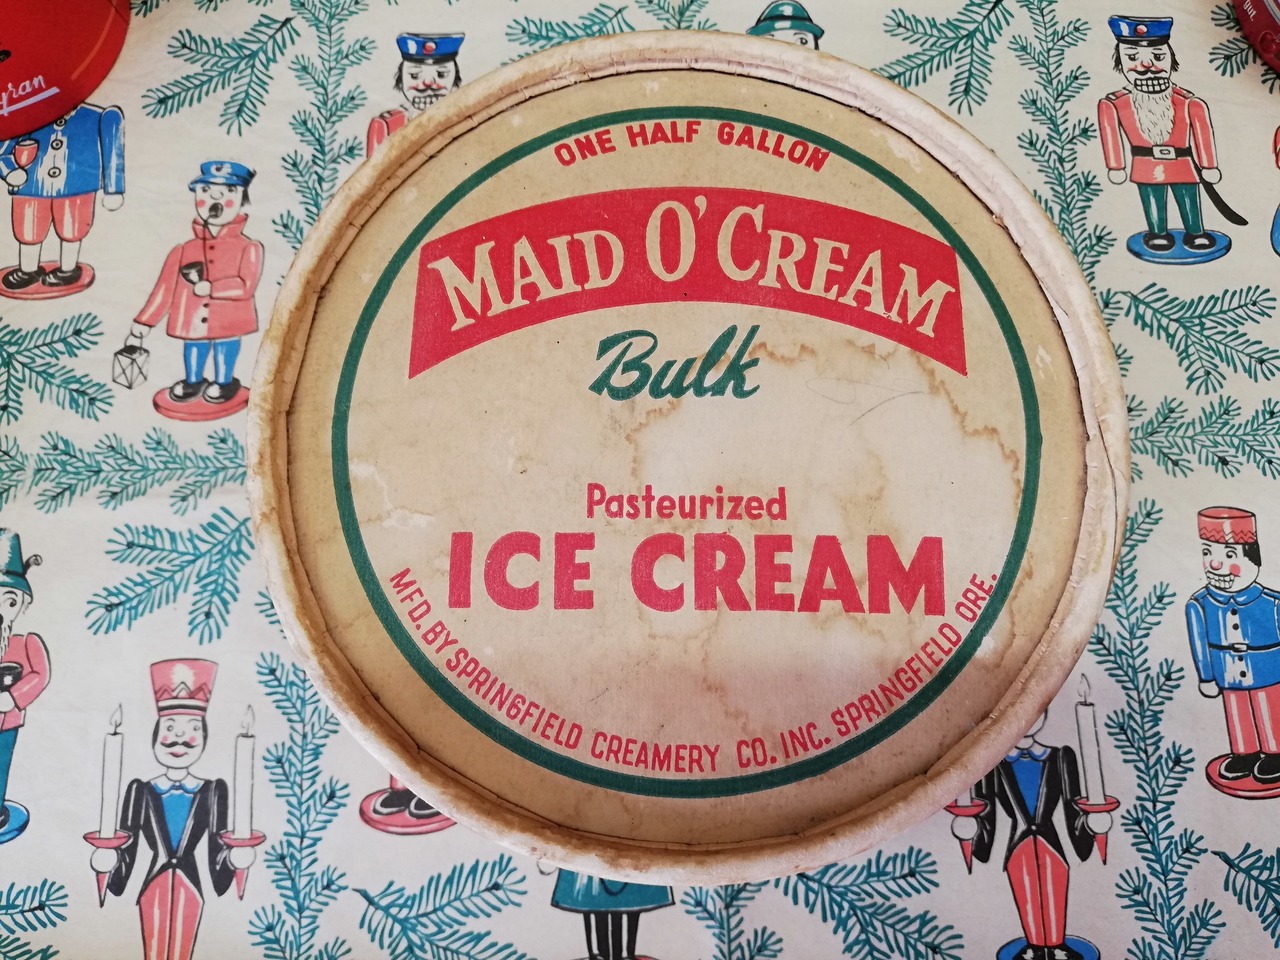 ONE HALF GALLON
MAID O'CREAM
Bulk
Pasteurized
ICE CREAM
MFD. BY SPRINGFIELD CREAMERY CO. INC. SPRINGFIELD ORE.